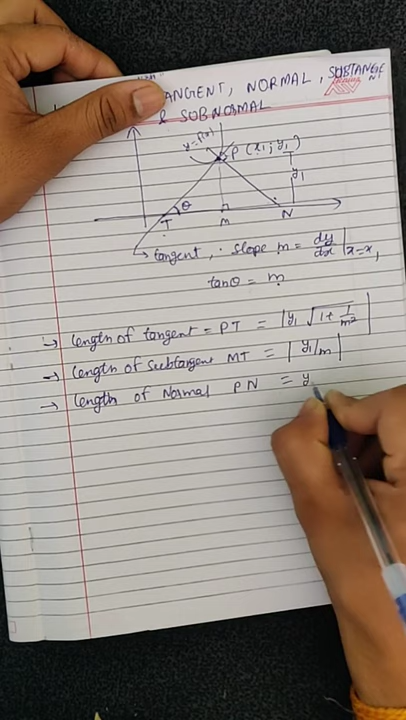 TANGENT, NORMAL, SUBTANGENT
& SUBNORMAL
y=f(x)
P(x₁, y₁)
y₁
θ
T
M
N
→ tangent, slope m = dy/dx |x=x₁
tanθ = m
→ length of tangent = PT = |y₁ √1+1/m²|
→ length of subtangent MT = |y₁/m|
→ length of Normal PN = y